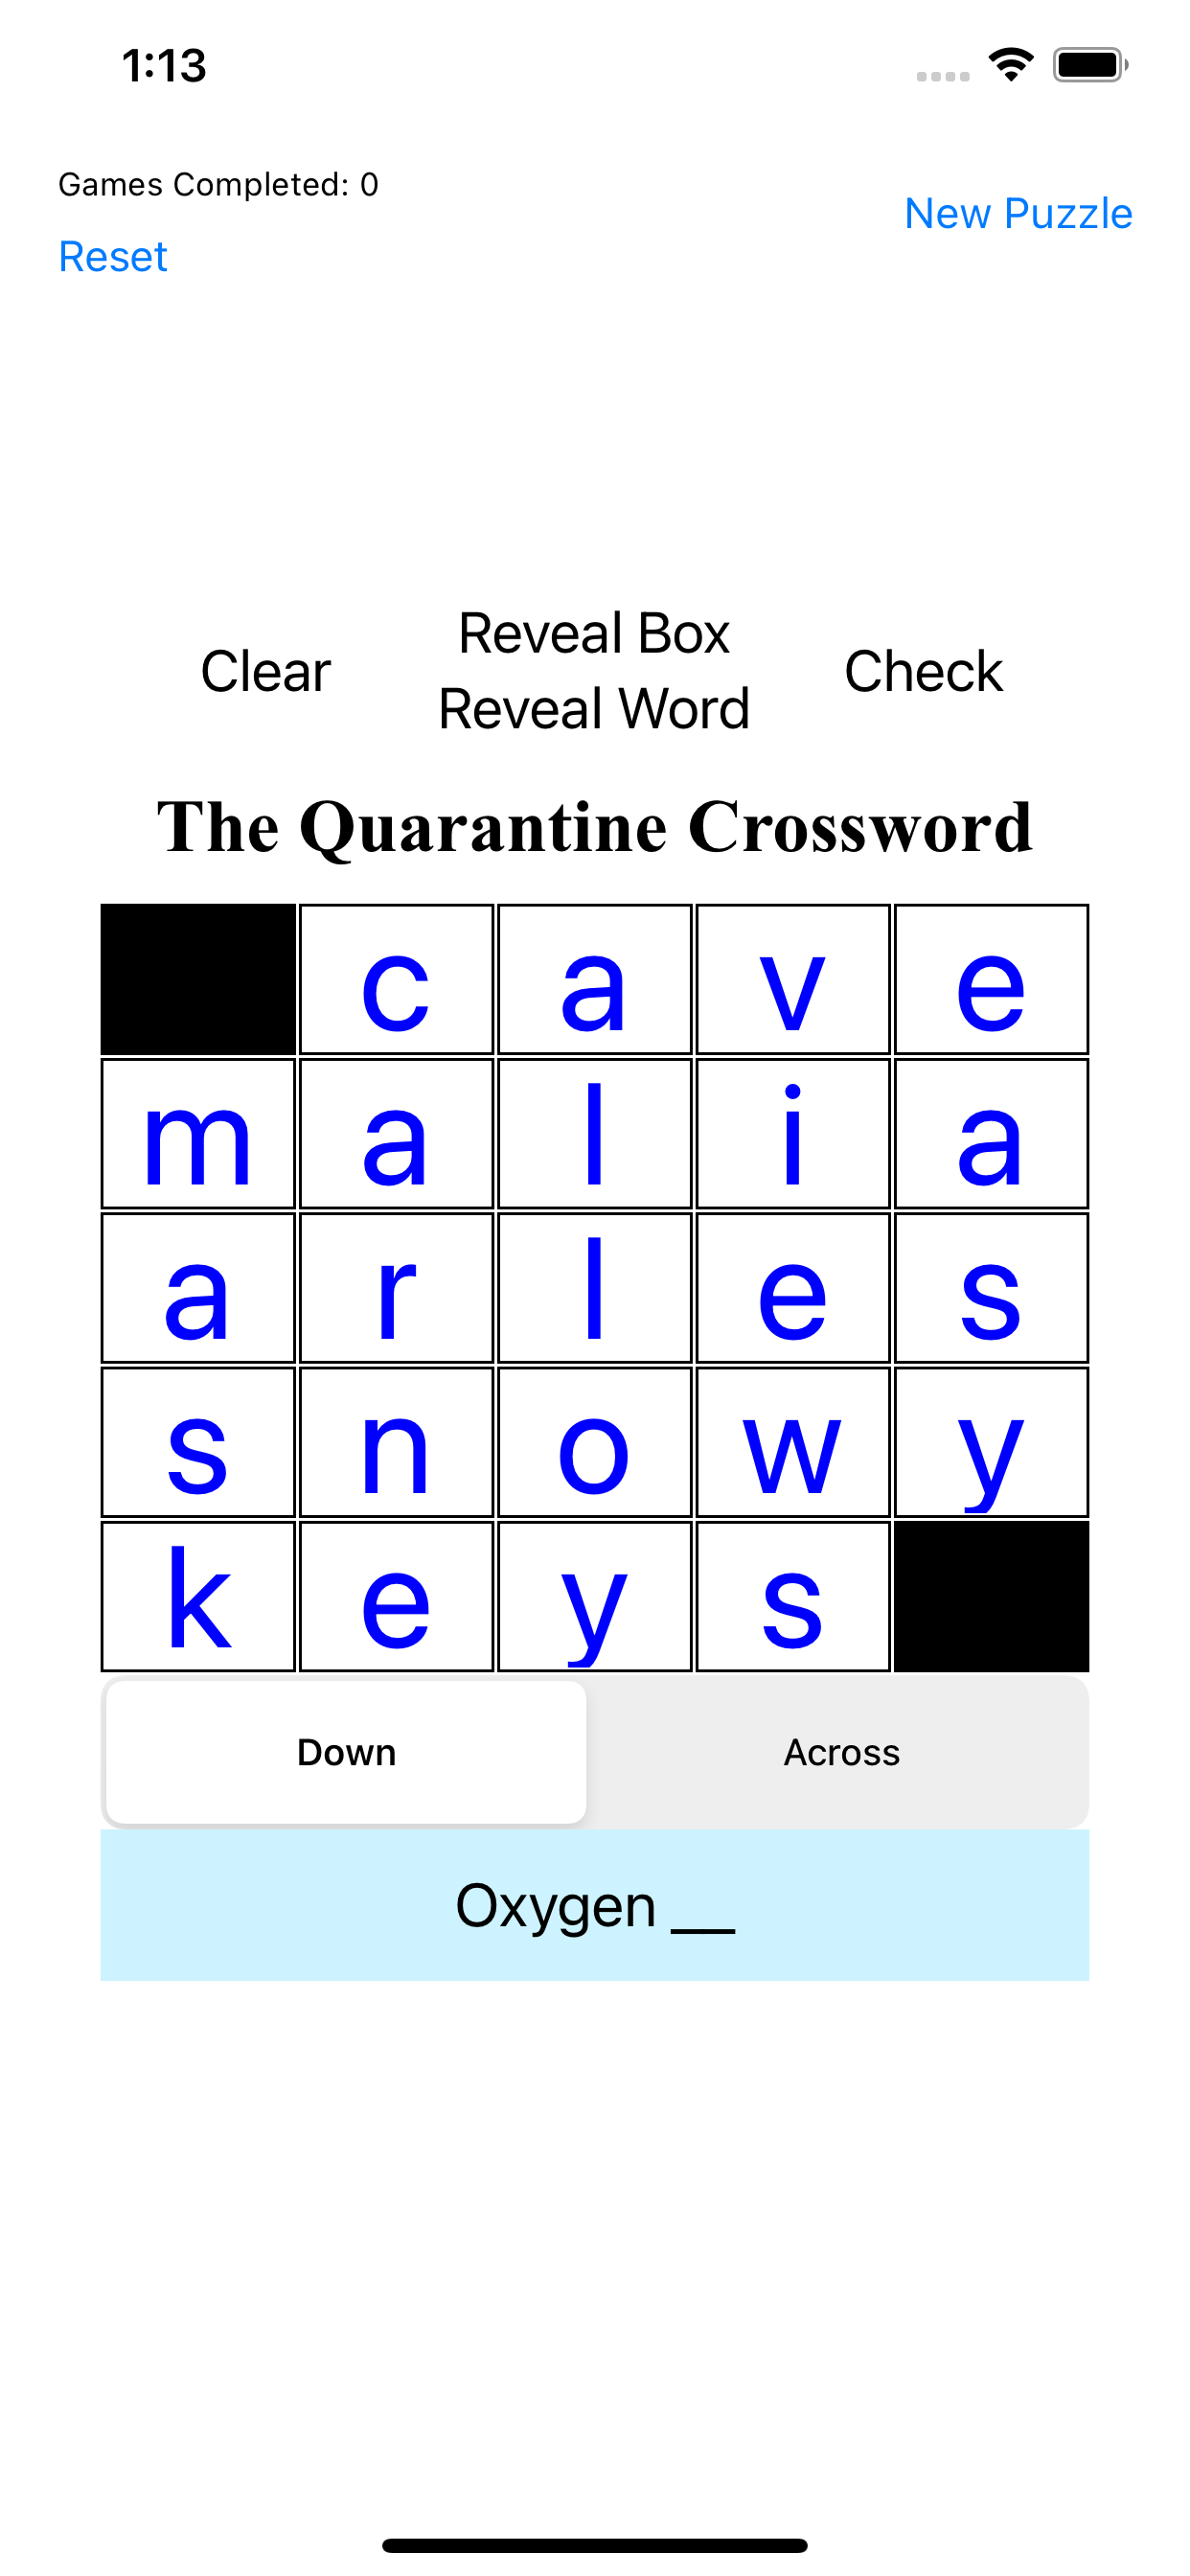 1:13
Games Completed: 0
New Puzzle
Reset
Reveal Box
Clear
Check
Reveal Word
The Quarantine Crossword
c a v e
m a l i a
a r l e s
s n o w y
k e y s
Down Across
Oxygen __